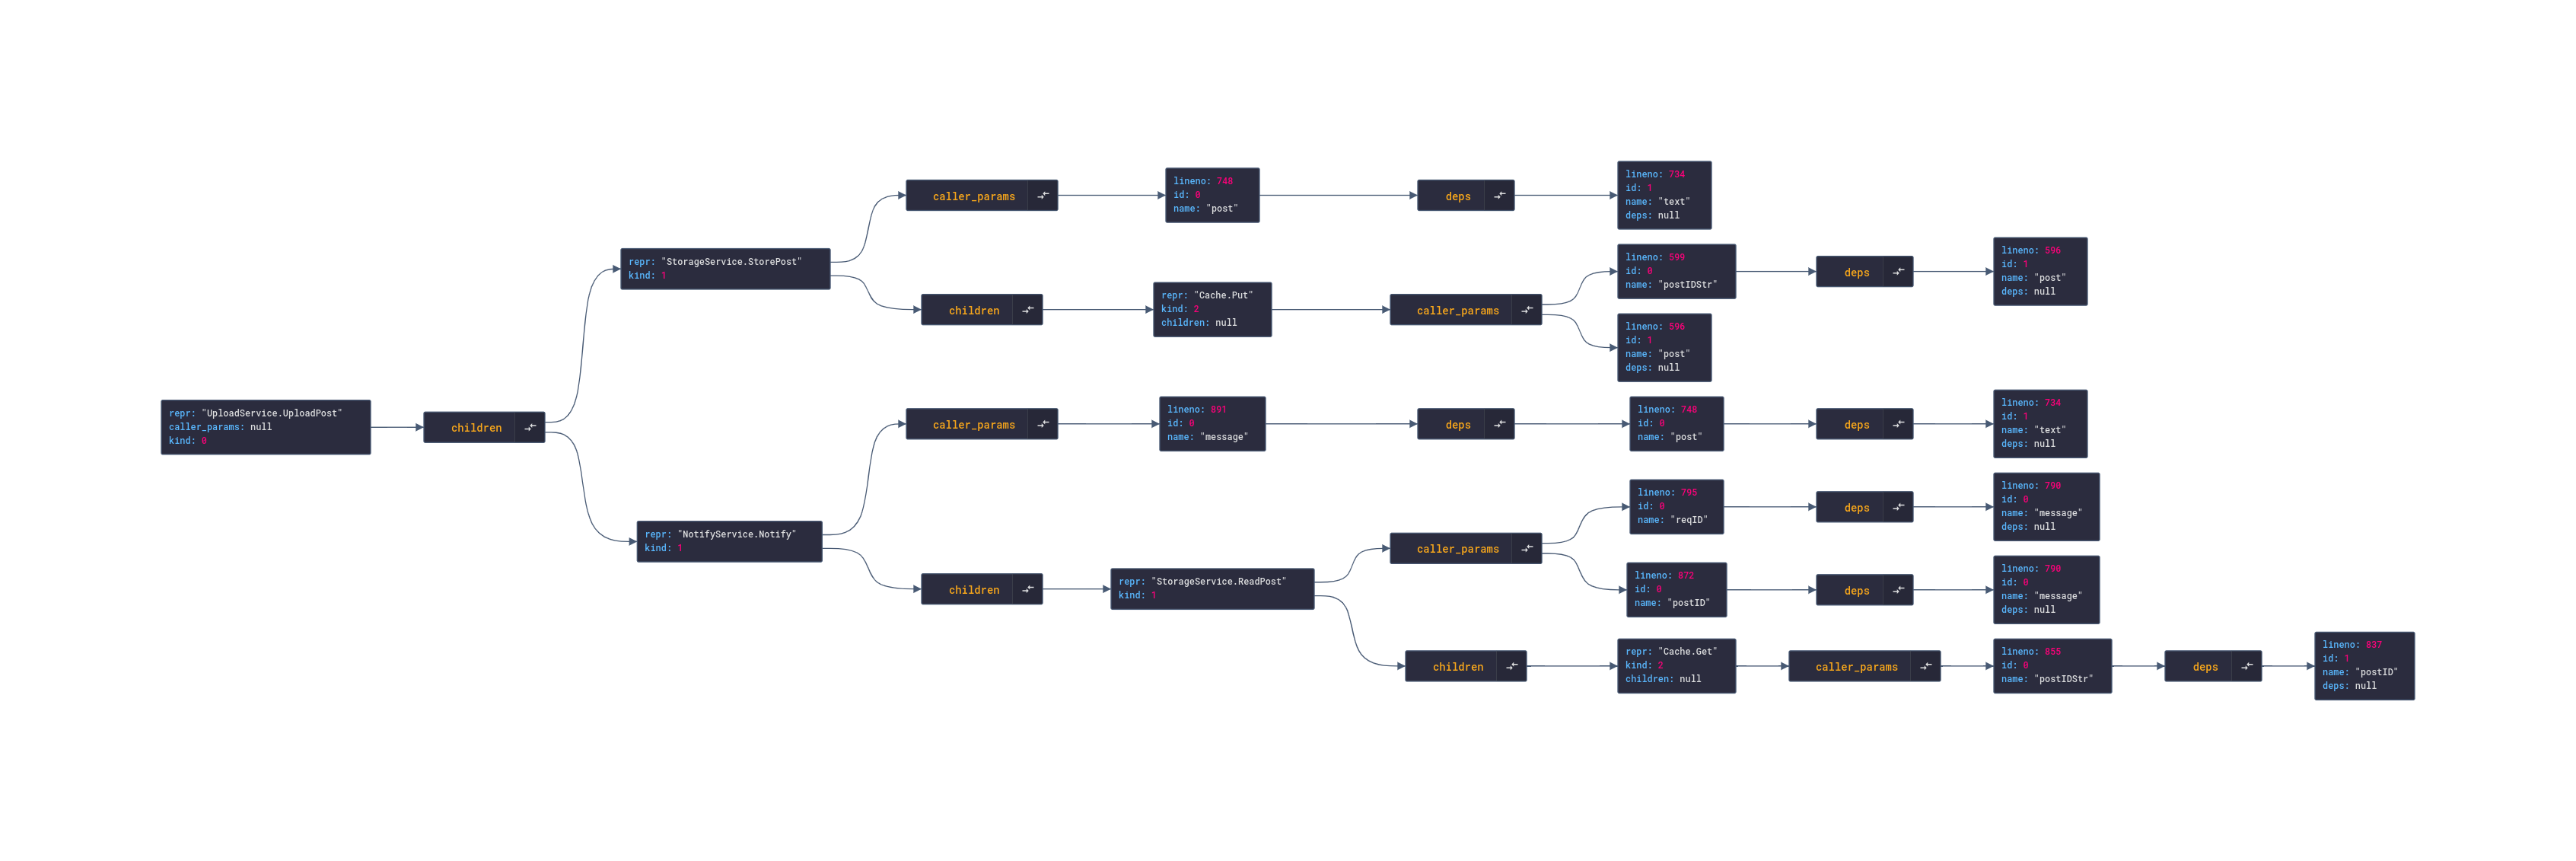 repr: "UploadService.UploadPost"
caller_params: null
kind: 0
children
repr: "StorageService.StorePost"
kind: 1
caller_params
lineno: 748
id: 0
name: "post"
deps
lineno: 734
id: 1
name: "text"
deps: null
children
repr: "Cache.Put"
kind: 2
children: null
caller_params
lineno: 599
id: 0
name: "postIDStr"
deps
lineno: 596
id: 1
name: "post"
deps: null
lineno: 596
id: 1
name: "post"
deps: null
repr: "NotifyService.Notify"
kind: 1
caller_params
lineno: 891
id: 0
name: "message"
deps
lineno: 748
id: 0
name: "post"
deps
lineno: 734
id: 1
name: "text"
deps: null
children
repr: "StorageService.ReadPost"
kind: 1
caller_params
lineno: 795
id: 0
name: "reqID"
deps
lineno: 790
id: 0
name: "message"
deps: null
lineno: 872
id: 0
name: "postID"
deps
lineno: 790
id: 0
name: "message"
deps: null
children
repr: "Cache.Get"
kind: 2
children: null
caller_params
lineno: 855
id: 0
name: "postIDStr"
deps
lineno: 837
id: 1
name: "postID"
deps: null